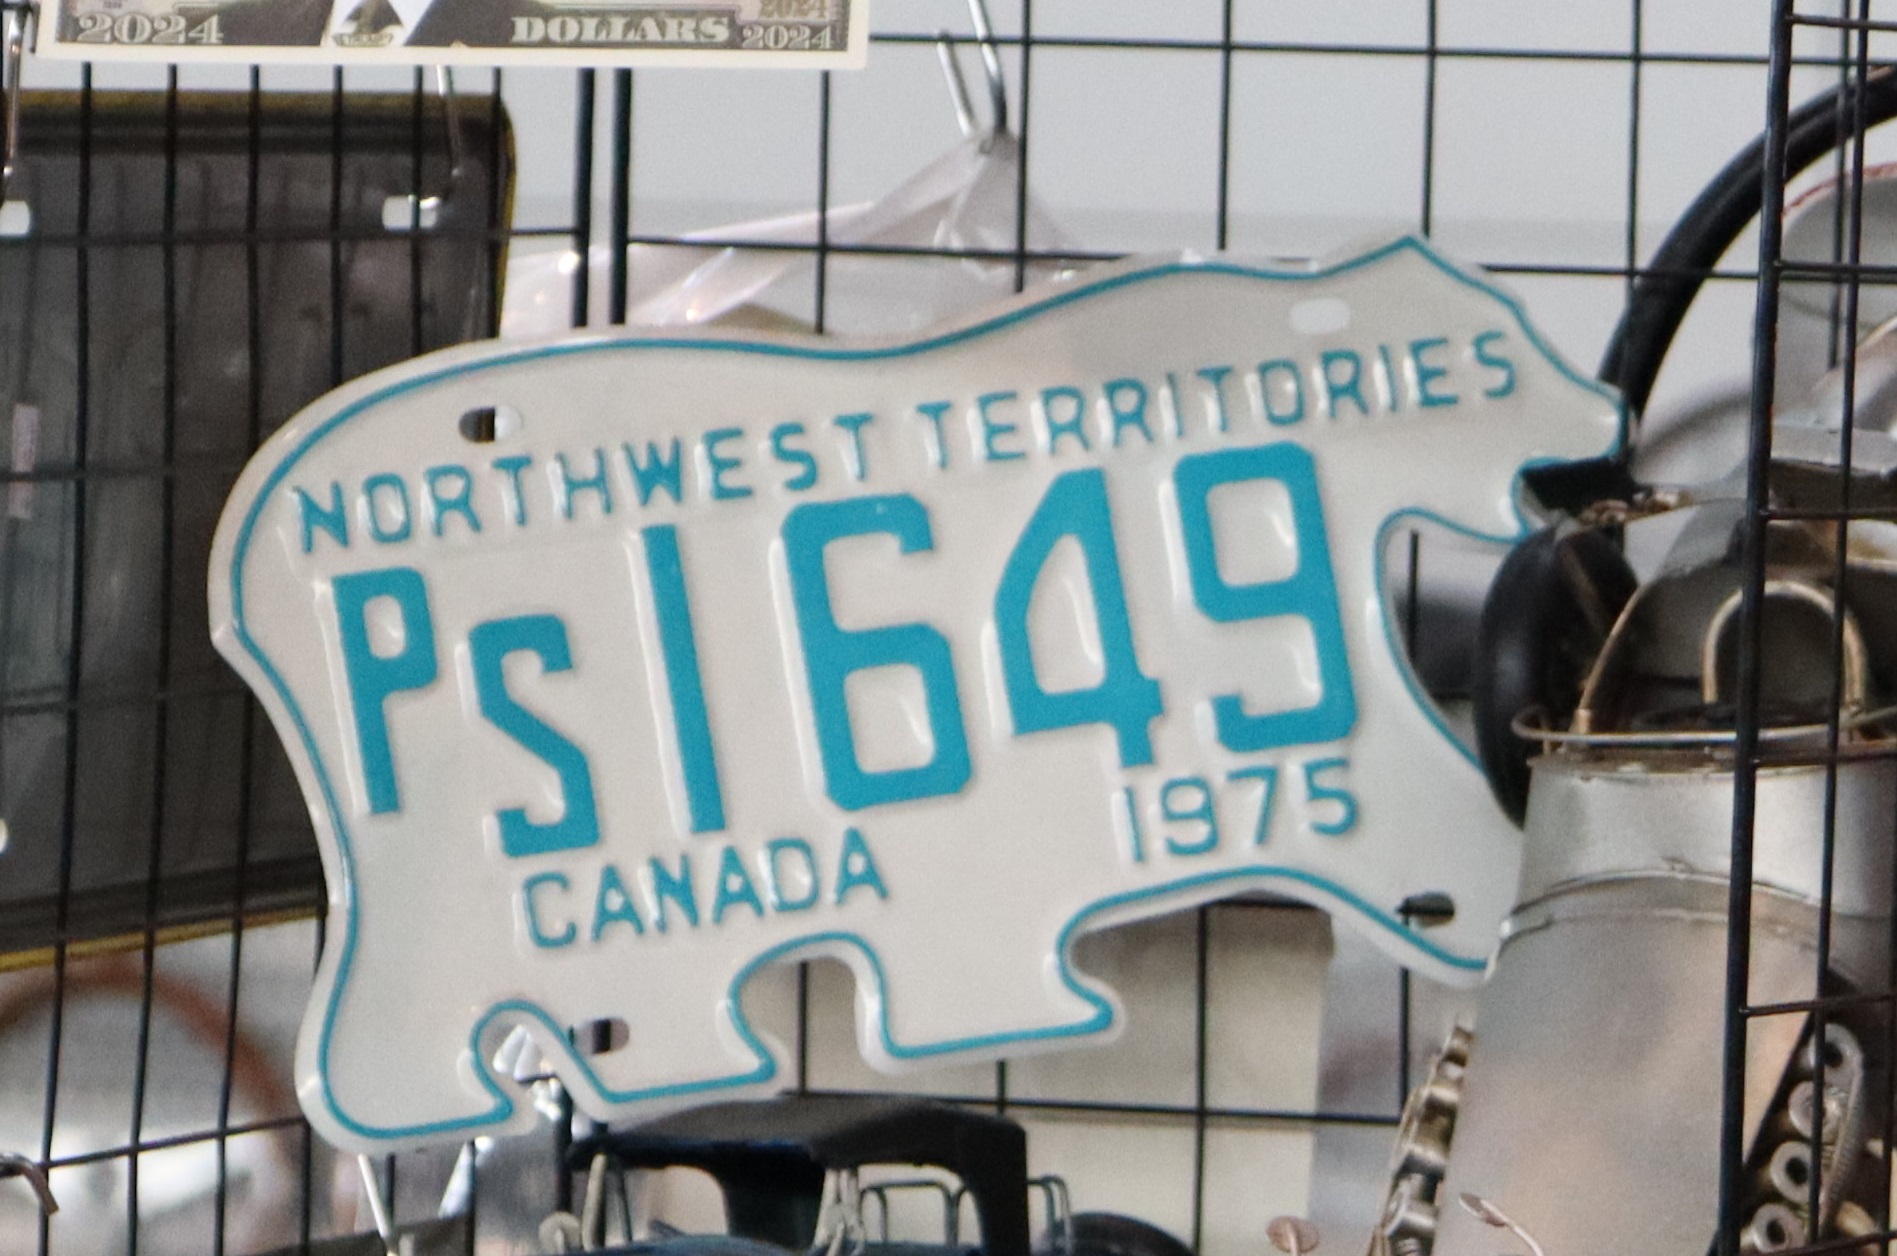 2024 DOLLARS 2024
2024
NORTHWEST TERRITORIES
Ps1649
CANADA 1975